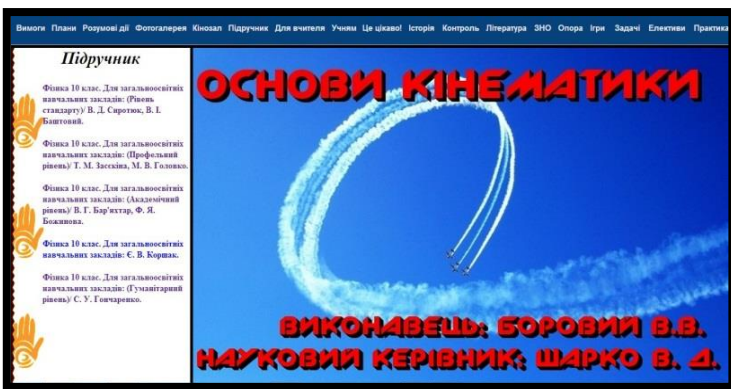 Вимоги Плани Розумові дії Фотогалерея Кінозал Підручник Для вчителя Учням Це цікаво! Історія Контроль Література ЗНО Опора Ігри Задачі Елективи Практика
Підручник
Фізика 10 клас. Для загальноосвітніх
навчальних закладів: (Рівень
стандарту)/ В. Д. Сиротюк, В. І.
Баштовий.
Фізика 10 клас. Для загальноосвітніх
навчальних закладів: (Профольний
рівень)/ Т. М. Засєкіна, М. В. Головко.
Фізика 10 клас. Для загальноосвітніх
навчальних закладів: (Академічний
рівень)/ В. Г. Бар'яхтар, Ф. Я.
Божинова.
Фізика 10 клас. Для загальноосвітніх
навчальних закладів: Є. В. Коршак.
Фізика 10 клас. Для загальноосвітніх
навчальних закладів: (Гуманітарний
рівень)/ С. У. Гончаренко.
ОСНОВИ КІНЕМАТИКИ
ВИКОНАВЕЦЬ: БОРОВИЙ В.В.
НАУКОВИЙ КЕРІВНИК: ШАРКО В. Д.